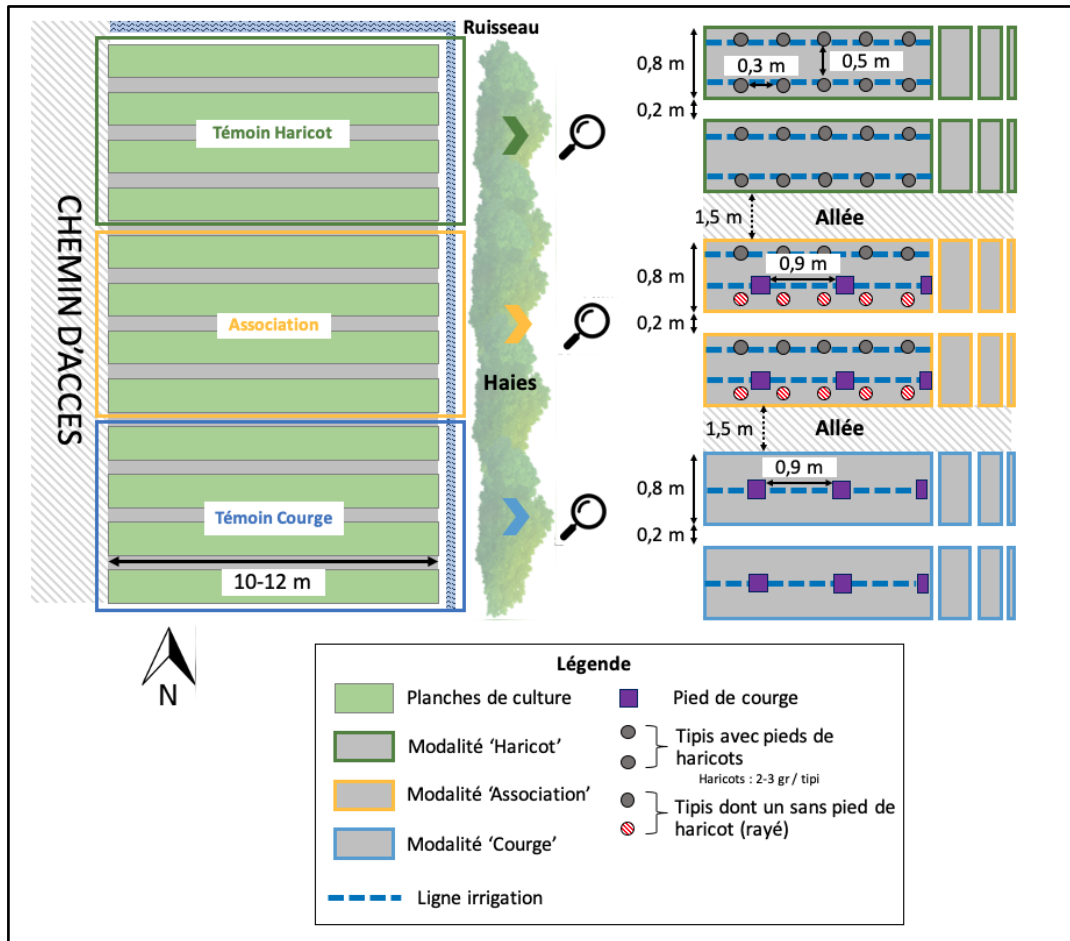 Ruisseau
CHEMIN D'ACCES
Témoin Haricot
Association
Témoin Courge
10-12 m
Haies
N
0,8 m
0,3 m
0,5 m
0,2 m
1,5 m
Allée
0,8 m
0,9 m
0,2 m
1,5 m
Allée
0,8 m
0,9 m
0,2 m
Légende
Planches de culture
Modalité ‘Haricot’
Modalité ‘Association’
Modalité ‘Courge’
Ligne irrigation
Pied de courge
Tipis avec pieds de
haricots
Haricots : 2-3 gr / tipi
Tipis dont un sans pied de
haricot (rayé)